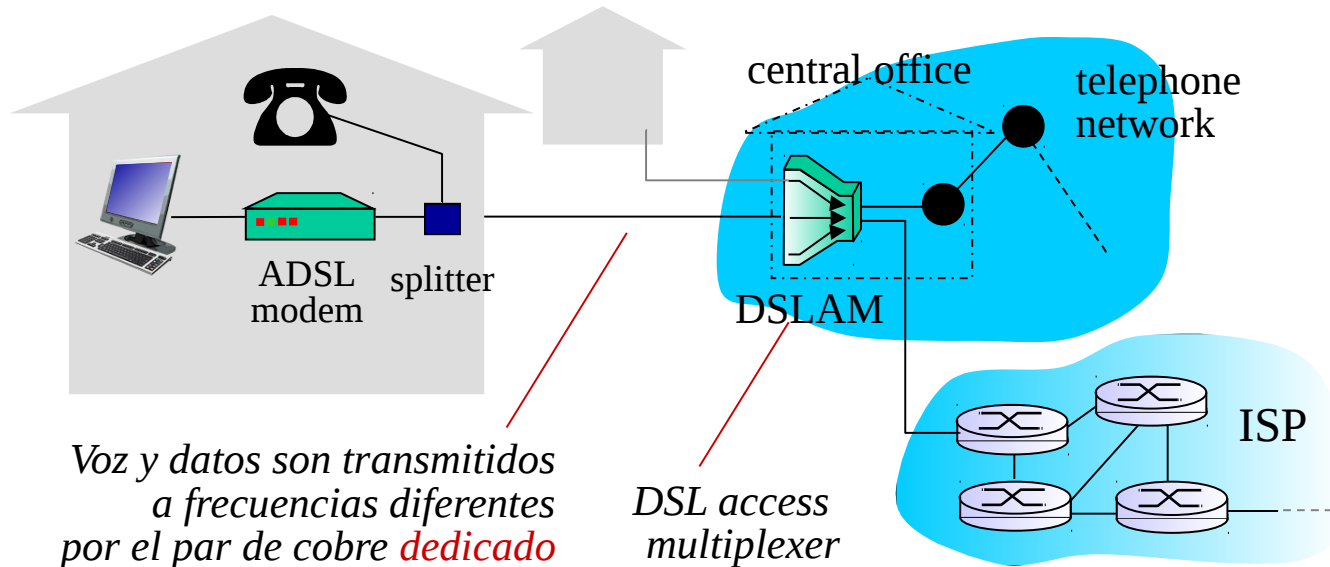 central office
telephone
network
ADSL
modem
splitter
DSLAM
ISP
Voz y datos son transmitidos
a frecuencias diferentes
por el par de cobre dedicado
DSL access
multiplexer